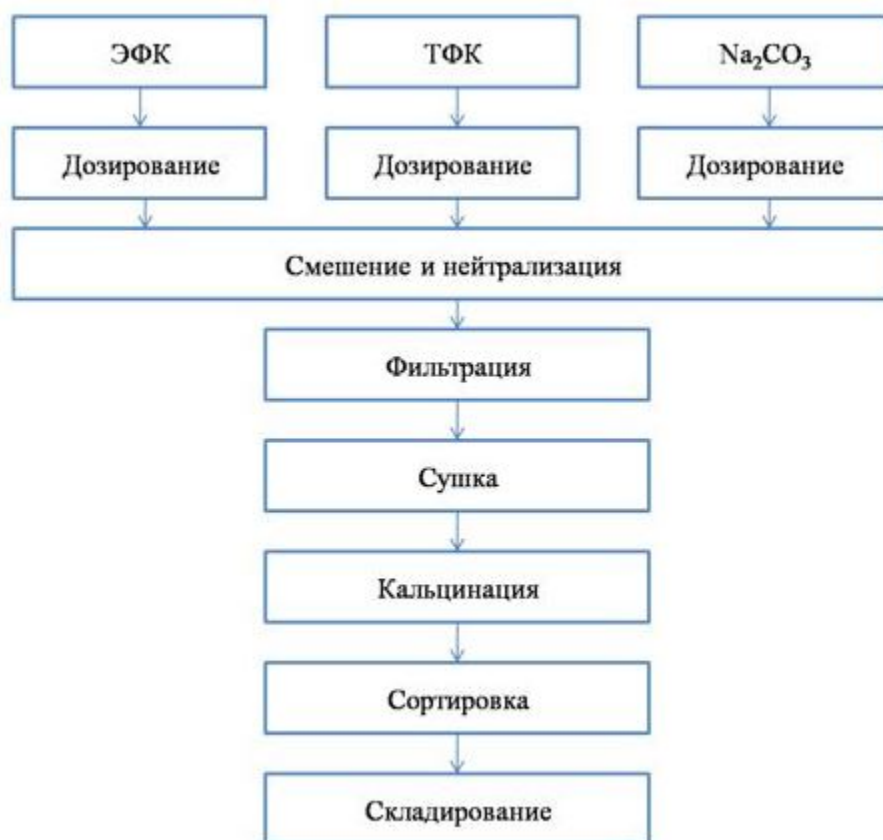 ЭФК
ТФК
Na₂CO₃
Дозирование
Дозирование
Дозирование
Смешение и нейтрализация
Фильтрация
Сушка
Кальцинация
Сортировка
Складирование